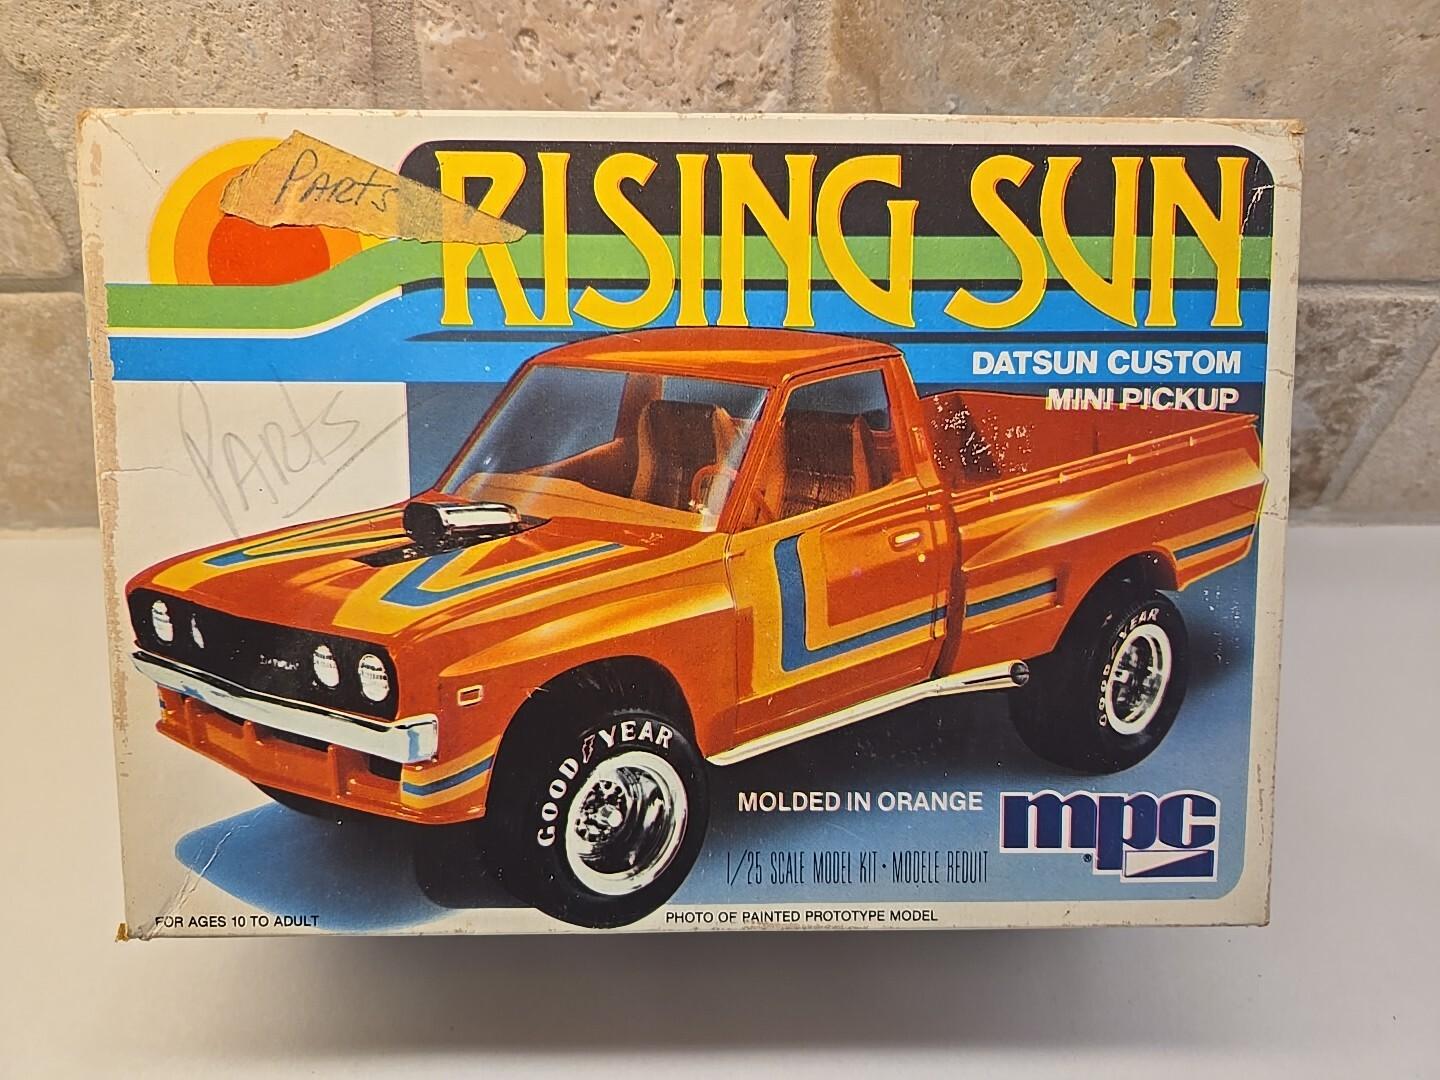 PARTS
RISING SUN
DATSUN CUSTOM
MINI PICKUP
PARTS
DATSUN
GOOD YEAR
GOOD YEAR
MOLDED IN ORANGE
mpc
®
1/25 SCALE MODEL KIT • MODELE REDUIT
FOR AGES 10 TO ADULT
PHOTO OF PAINTED PROTOTYPE MODEL